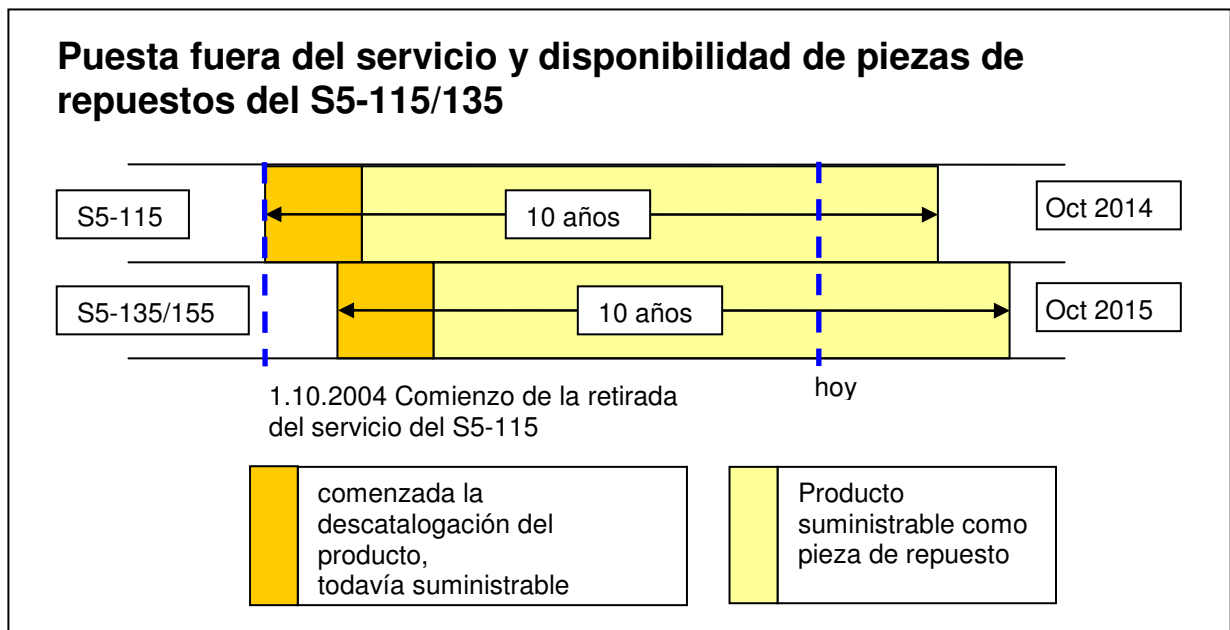 Puesta fuera del servicio y disponibilidad de piezas de
repuestos del S5-115/135
S5-115
10 años
Oct 2014
S5-135/155
10 años
Oct 2015
1.10.2004 Comienzo de la retirada
del servicio del S5-115
hoy
comenzada la
descatalogación del
producto,
todavía suministrable
Producto
suministrable como
pieza de repuesto